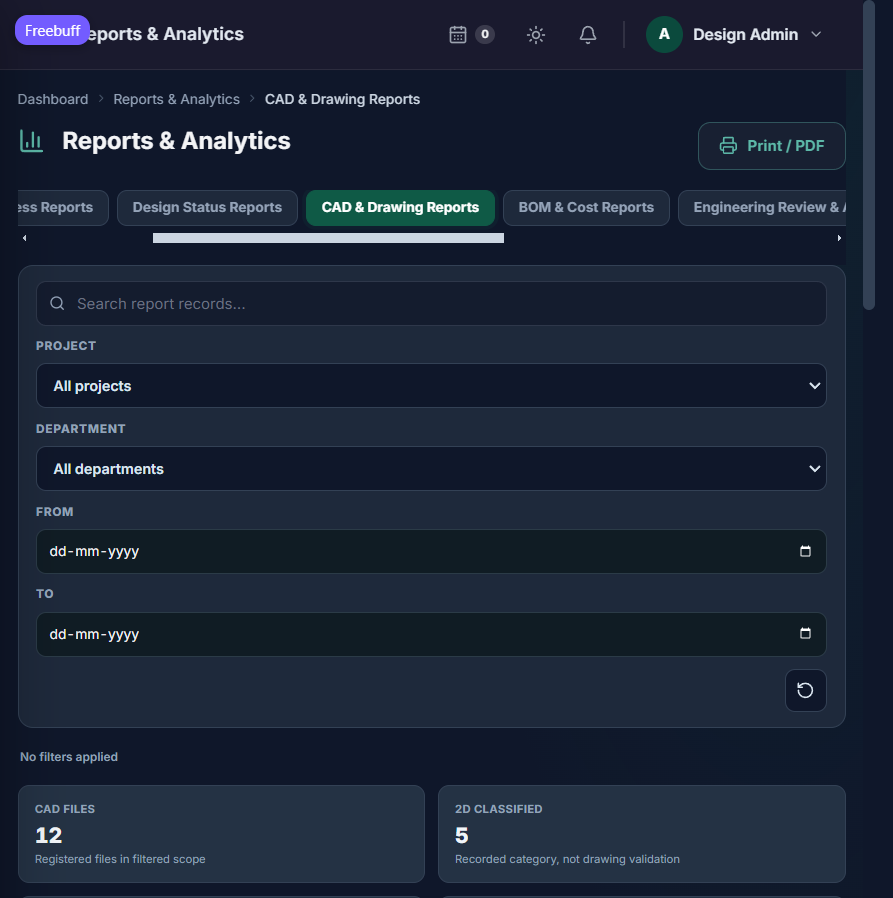 Freebuff
eports & Analytics
0
A
Design Admin
Dashboard
Reports & Analytics
CAD & Drawing Reports
Reports & Analytics
Print / PDF
ess Reports
Design Status Reports
CAD & Drawing Reports
BOM & Cost Reports
Engineering Review &
Search report records...
PROJECT
All projects
DEPARTMENT
All departments
FROM
dd-mm-yyyy
TO
dd-mm-yyyy
No filters applied
CAD FILES
12
Registered files in filtered scope
2D CLASSIFIED
5
Recorded category, not drawing validation